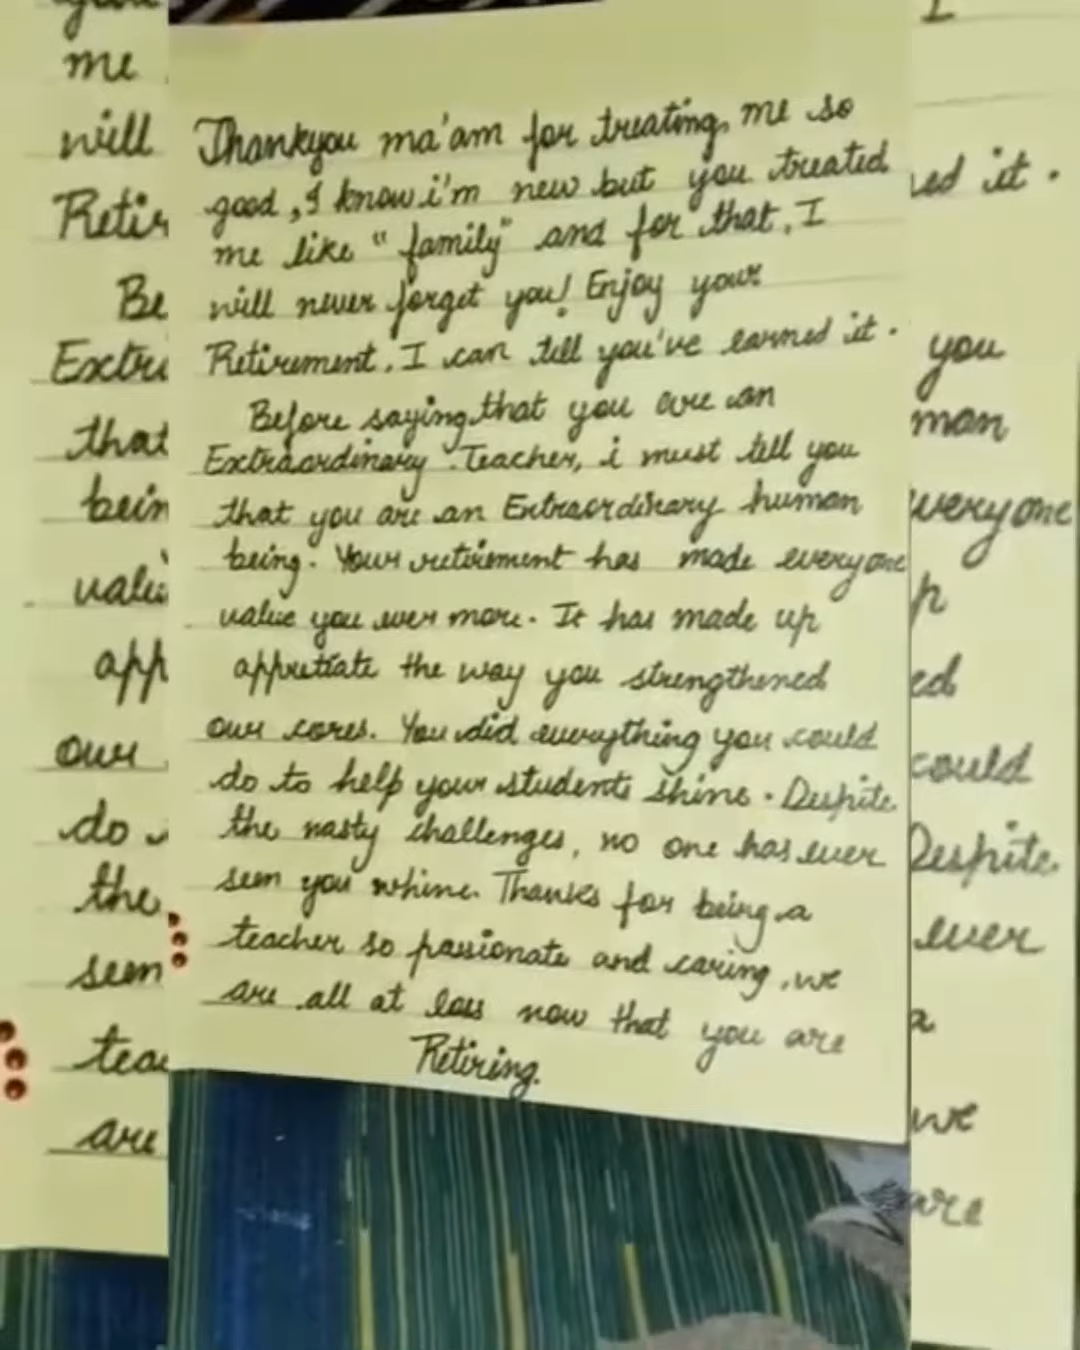 Thankyou ma'am for treating me so
good, I know i'm new but you treated
me like "family" and for that, I
will never forget you! Enjoy your
Retirement, I can tell you've earned it.
Before saying that you are an
Extraordinary Teacher, i must tell you
that you are an Extraordinary human
being. Your retirement has made everyone
value you ever more. It has made up
appretiate the way you strengthened
our cores. You did everything you could
do to help your students shine. Despite
the nasty challenges, no one has ever
seen you whine. Thanks for being a
teacher so passionate and caring, we
are all at loss now that you are
Retiring.